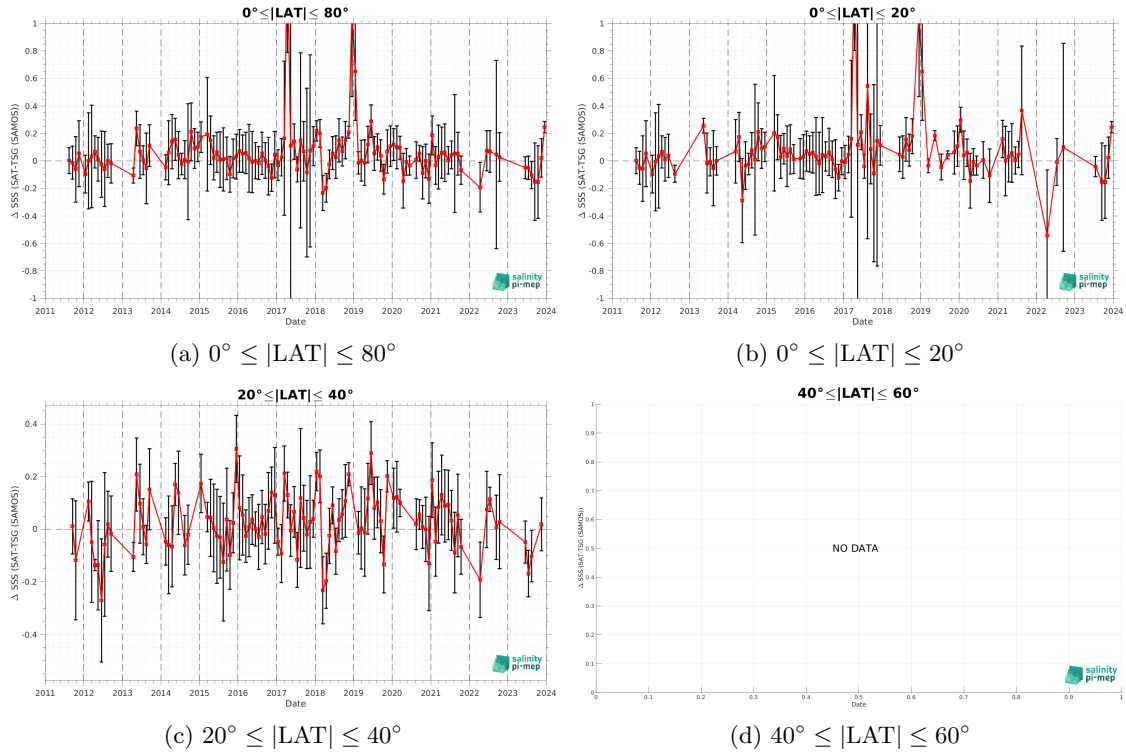 0°≤|LAT|≤ 80°
Δ SSS (SAT-TSG (SAMOS))
1
0.8
0.6
0.4
0.2
0
-0.2
-0.4
-0.6
-0.8
-1
2011 2012 2013 2014 2015 2016 2017 2018 2019 2020 2021 2022 2023 2024
Date
salinity
pi-mep
(a) 0° ≤ |LAT| ≤ 80°
0°≤|LAT|≤ 20°
Δ SSS (SAT-TSG (SAMOS))
1
0.8
0.6
0.4
0.2
0
-0.2
-0.4
-0.6
-0.8
-1
2011 2012 2013 2014 2015 2016 2017 2018 2019 2020 2021 2022 2023 2024
Date
salinity
pi-mep
(b) 0° ≤ |LAT| ≤ 20°
20°≤|LAT|≤ 40°
Δ SSS (SAT-TSG (SAMOS))
0.4
0.2
0
-0.2
-0.4
2011 2012 2013 2014 2015 2016 2017 2018 2019 2020 2021 2022 2023 2024
Date
salinity
pi-mep
(c) 20° ≤ |LAT| ≤ 40°
40°≤|LAT|≤ 60°
Δ SSS (SAT-TSG (SAMOS))
1
0.9
0.8
0.7
0.6
0.5
0.4
0.3
0.2
0.1
0
NO DATA
0 0.1 0.2 0.3 0.4 0.5 0.6 0.7 0.8 0.9 1
Date
salinity
pi-mep
(d) 40° ≤ |LAT| ≤ 60°